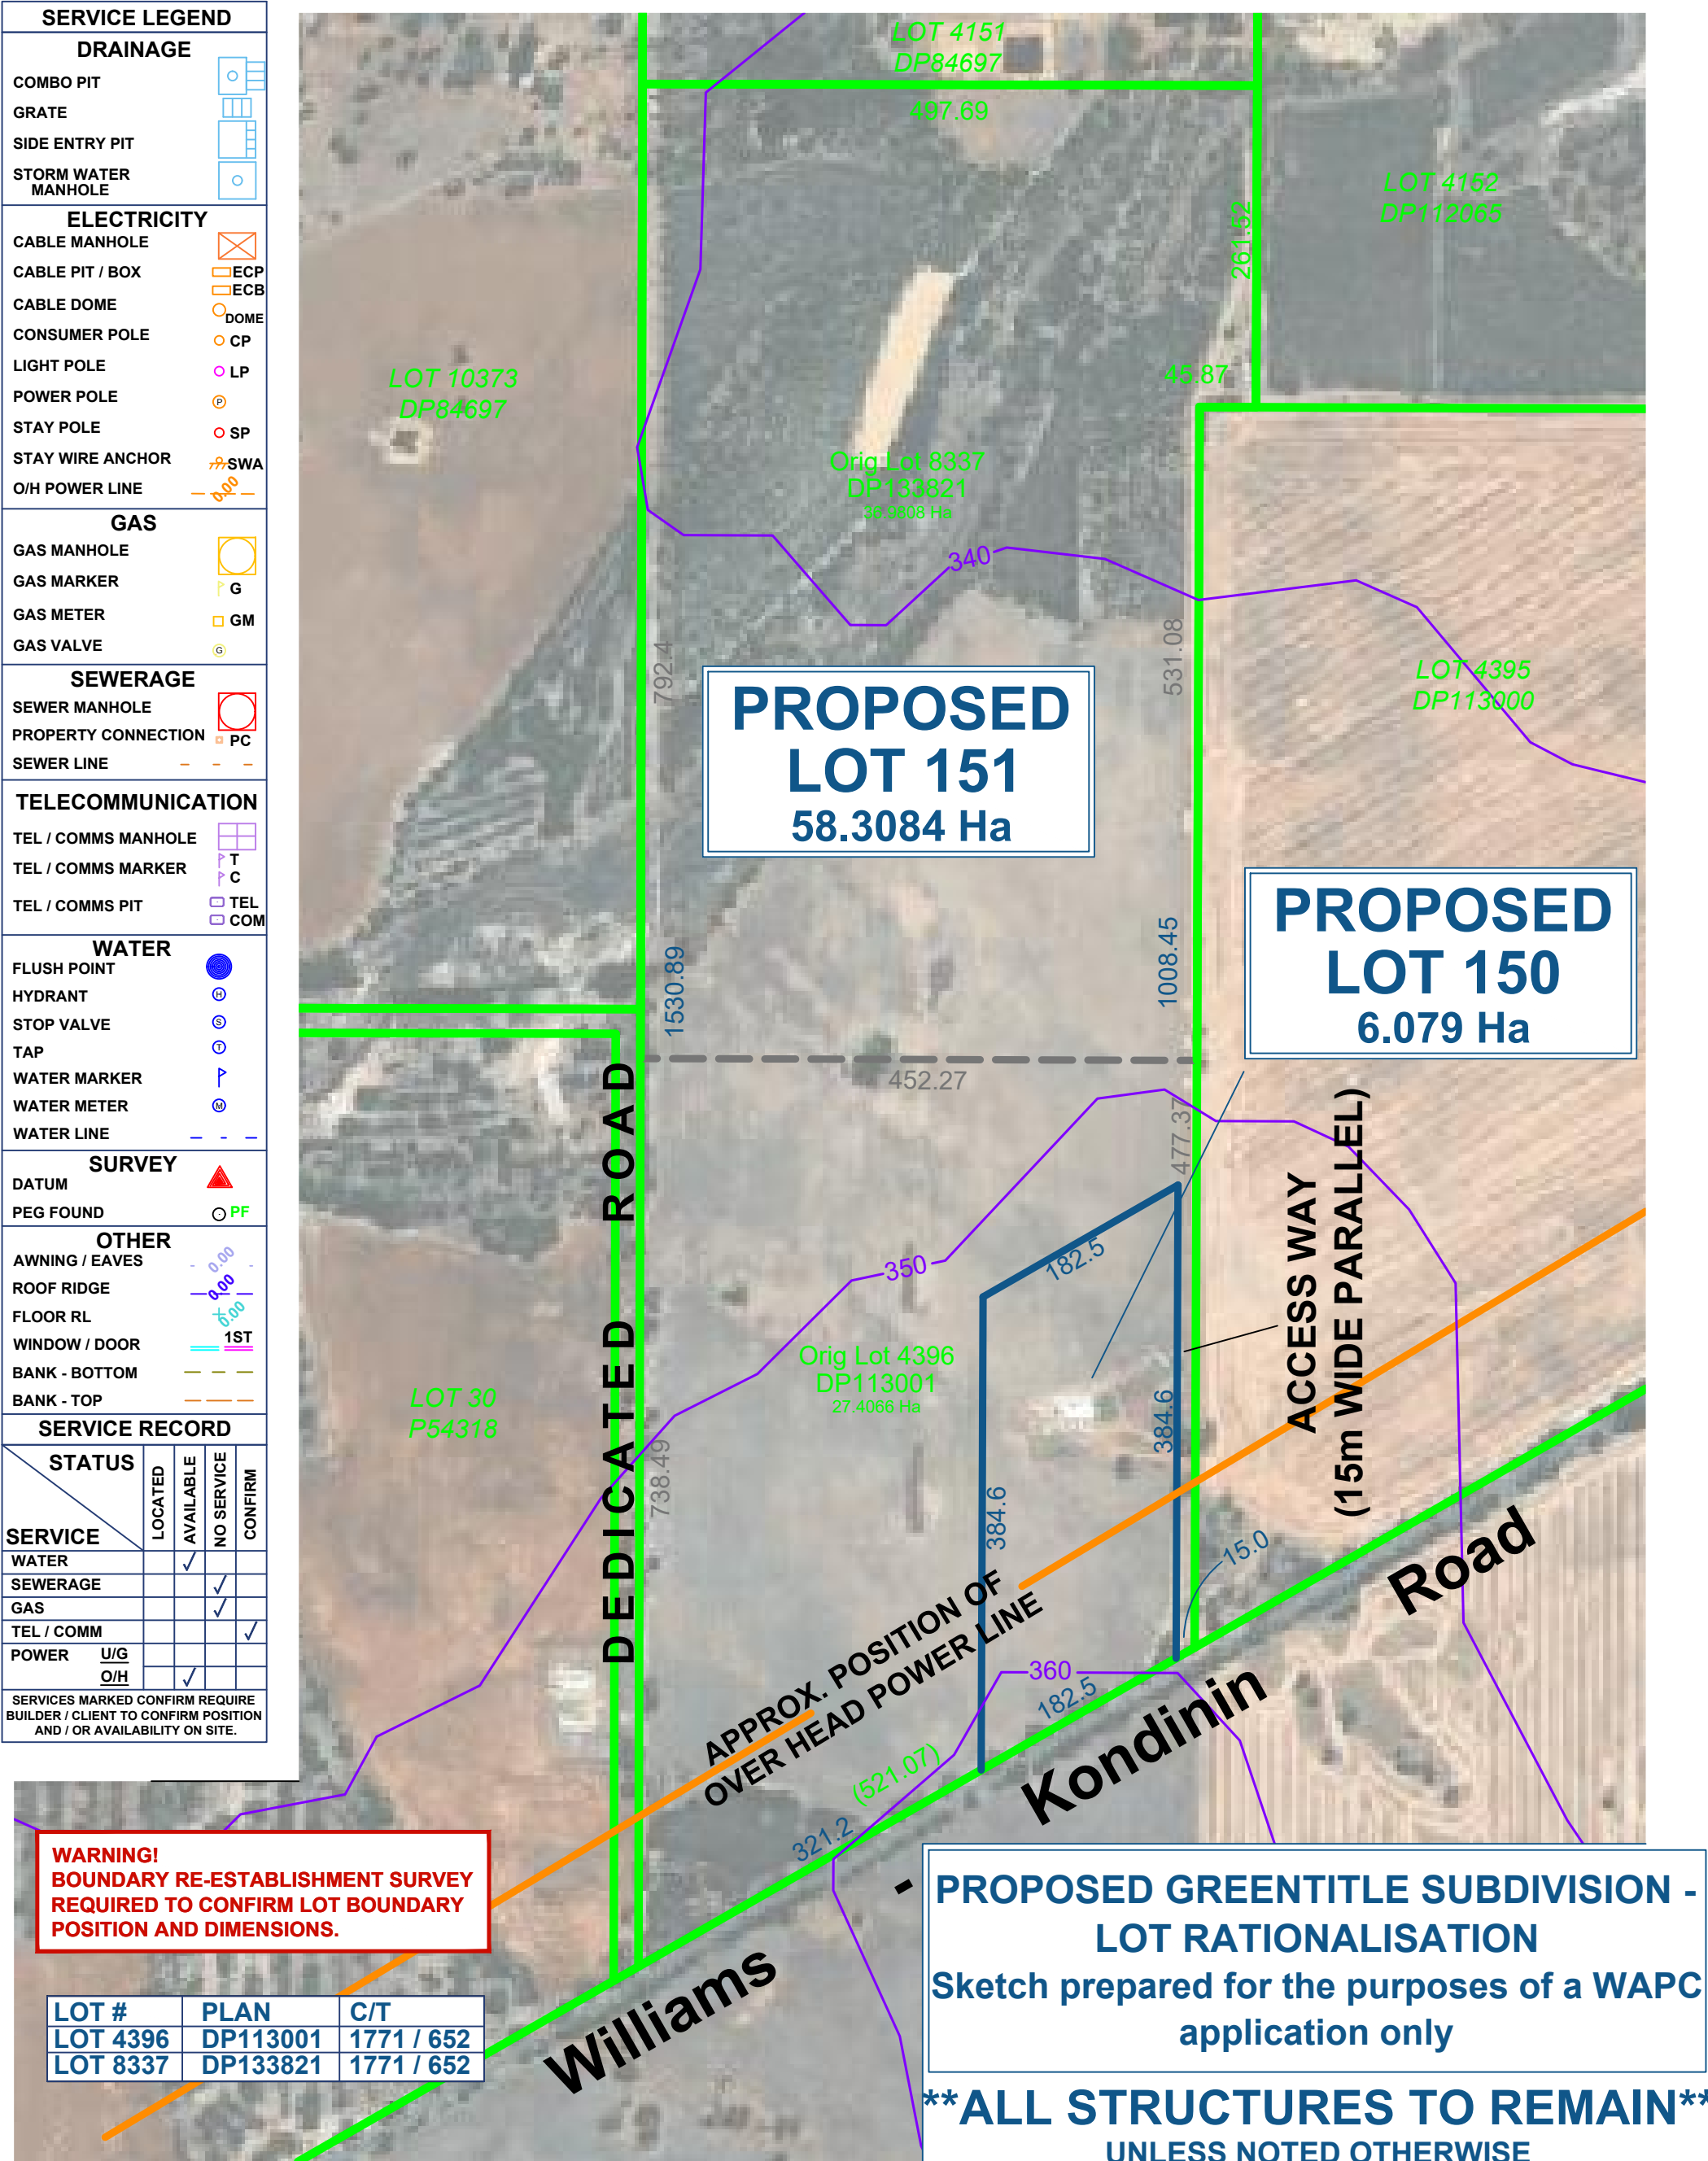 SERVICE LEGEND
DRAINAGE
COMBO PIT
GRATE
SIDE ENTRY PIT
STORM WATER
MANHOLE
ELECTRICITY
CABLE MANHOLE
CABLE PIT / BOX
ECP
ECB
CABLE DOME
DOME
CONSUMER POLE
CP
LIGHT POLE
LP
POWER POLE
P
STAY POLE
SP
STAY WIRE ANCHOR
SWA
O/H POWER LINE
0.00
GAS
GAS MANHOLE
GAS MARKER
G
GAS METER
GM
GAS VALVE
G
SEWERAGE
SEWER MANHOLE
PROPERTY CONNECTION
PC
SEWER LINE
TELECOMMUNICATION
TEL / COMMS MANHOLE
TEL / COMMS MARKER
T
C
TEL / COMMS PIT
TEL
COM
WATER
FLUSH POINT
HYDRANT
H
STOP VALVE
S
TAP
T
WATER MARKER
WATER METER
M
WATER LINE
SURVEY
DATUM
PEG FOUND
PF
OTHER
AWNING / EAVES
0.00
ROOF RIDGE
0.00
FLOOR RL
0.00
WINDOW / DOOR
1ST
BANK - BOTTOM
BANK - TOP
SERVICE RECORD
STATUS
SERVICE
LOCATED
AVAILABLE
NO SERVICE
CONFIRM
WATER √
SEWERAGE √
GAS √
TEL / COMM √
POWER U/G
O/H √
SERVICES MARKED CONFIRM REQUIRE
BUILDER / CLIENT TO CONFIRM POSITION
AND / OR AVAILABILITY ON SITE.
LOT 4151
DP84697
497.69
LOT 4152
DP112065
261.52
45.87
LOT 10373
DP84697
Orig Lot 8337
DP133821
36.9808 Ha
340
792.4
531.08
LOT 4395
DP113000
PROPOSED
LOT 151
58.3084 Ha
PROPOSED
LOT 150
6.079 Ha
1530.89
1008.45
452.27
477.37
DEDICATED ROAD
ACCESS WAY
(15m WIDE PARALLEL)
182.5
350
Orig Lot 4396
DP113001
27.4066 Ha
LOT 30
P54318
738.49
384.6
384.6
15.0
APPROX. POSITION OF
OVER HEAD POWER LINE
360
182.5
(521.07)
321.2
Williams - Kondinin Road
WARNING!
BOUNDARY RE-ESTABLISHMENT SURVEY
REQUIRED TO CONFIRM LOT BOUNDARY
POSITION AND DIMENSIONS.
LOT # PLAN C/T
LOT 4396 DP113001 1771 / 652
LOT 8337 DP133821 1771 / 652
PROPOSED GREENTITLE SUBDIVISION -
LOT RATIONALISATION
Sketch prepared for the purposes of a WAPC
application only
**ALL STRUCTURES TO REMAIN**
UNLESS NOTED OTHERWISE